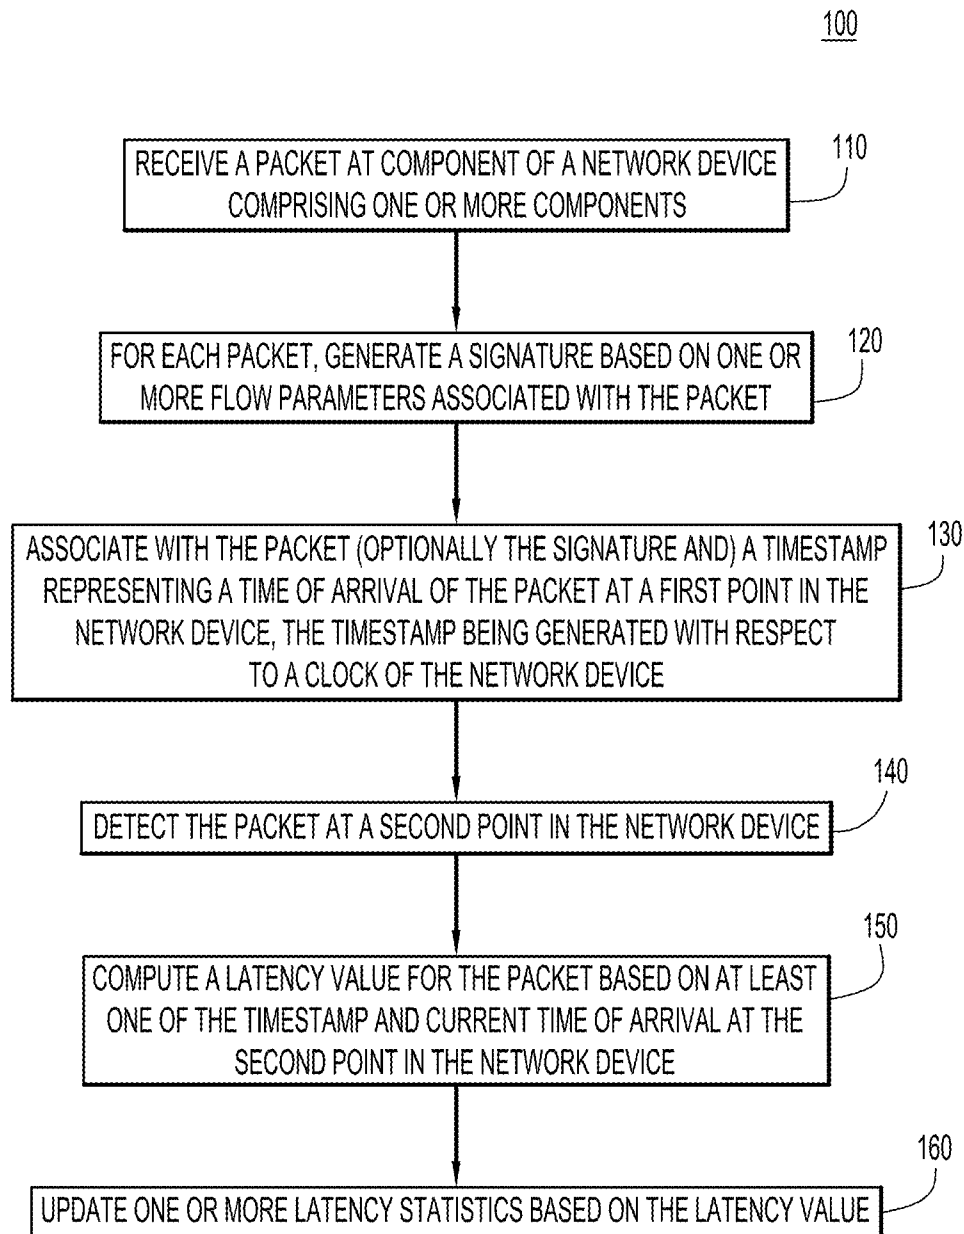 100
RECEIVE A PACKET AT COMPONENT OF A NETWORK DEVICE
COMPRISING ONE OR MORE COMPONENTS
110
FOR EACH PACKET, GENERATE A SIGNATURE BASED ON ONE OR
MORE FLOW PARAMETERS ASSOCIATED WITH THE PACKET
120
ASSOCIATE WITH THE PACKET (OPTIONALLY THE SIGNATURE AND) A TIMESTAMP
REPRESENTING A TIME OF ARRIVAL OF THE PACKET AT A FIRST POINT IN THE
NETWORK DEVICE, THE TIMESTAMP BEING GENERATED WITH RESPECT
TO A CLOCK OF THE NETWORK DEVICE
130
DETECT THE PACKET AT A SECOND POINT IN THE NETWORK DEVICE
140
COMPUTE A LATENCY VALUE FOR THE PACKET BASED ON AT LEAST
ONE OF THE TIMESTAMP AND CURRENT TIME OF ARRIVAL AT THE
SECOND POINT IN THE NETWORK DEVICE
150
UPDATE ONE OR MORE LATENCY STATISTICS BASED ON THE LATENCY VALUE
160